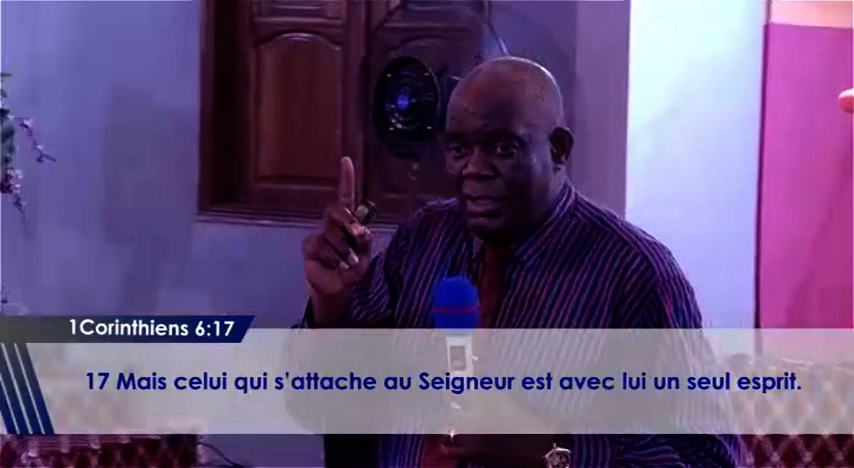 1Corinthiens 6:17
17 Mais celui qui s'attache au Seigneur est avec lui un seul esprit.